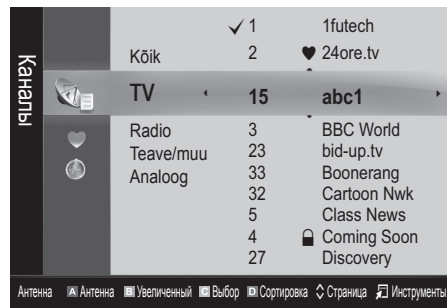 Каналы
✓ 1 1futech
Kõik 2 ♥ 24ore.tv
TV 15 abc1
Radio 3 BBC World
Teave/muu 23 bid-up.tv
Analoog 33 Boonerang
32 Cartoon Nwk
5 Class News
4 Coming Soon
27 Discovery
Антенна A Антенна B Увеличенный C Выбор D Сортировка Страница Инструменты